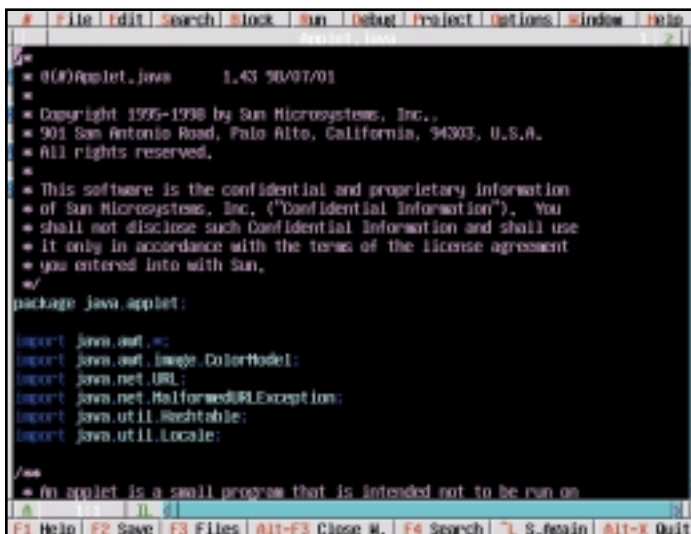 # File Edit Search Block Run Debug Project Options Window Help
Applet.java 1 2
/*
* @(#)Applet.java 1.43 98/07/01
*
* Copyright 1995-1998 by Sun Microsystems, Inc.,
* 901 San Antonio Road, Palo Alto, California, 94303, U.S.A.
* All rights reserved.
*
* This software is the confidential and proprietary information
* of Sun Microsystems, Inc. ("Confidential Information"). You
* shall not disclose such Confidential Information and shall use
* it only in accordance with the terms of the license agreement
* you entered into with Sun.
*/
package java.applet;
import java.awt.*;
import java.awt.image.ColorModel;
import java.net.URL;
import java.net.MalformedURLException;
import java.util.Hashtable;
import java.util.Locale;
/**
* An applet is a small program that is intended not to be run on
1:1 IL
F1 Help F2 Save F3 Files Alt-F3 Close W. F4 Search ^L S.Again Alt-X Quit